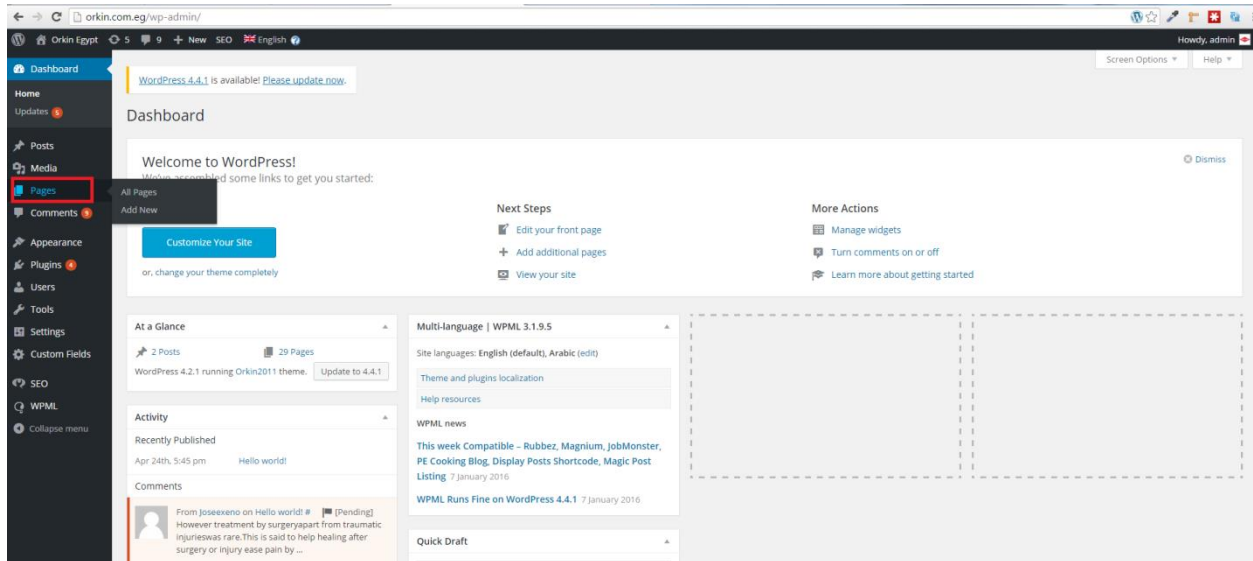 orkin.com.eg/wp-admin/
Orkin Egypt 5 9 + New SEO English
Howdy, admin
Screen Options
Help
Dashboard
Home
Updates 5
Posts
Media
Pages
Comments 9
Appearance
Plugins 4
Users
Tools
Settings
Custom Fields
SEO
WPML
Collapse menu
All Pages
Add New
WordPress 4.4.1 is available! Please update now.
Dashboard
Welcome to WordPress!
We've assembled some links to get you started:
Dismiss
Customize Your Site
or, change your theme completely
Next Steps
Edit your front page
Add additional pages
View your site
More Actions
Manage widgets
Turn comments on or off
Learn more about getting started
At a Glance
2 Posts 29 Pages
WordPress 4.2.1 running Orkin2011 theme. Update to 4.4.1
Activity
Recently Published
Apr 24th, 5:45 pm Hello world!
Comments
From Joseexeno on Hello world! # [Pending]
However treatment by surgeryapart from traumatic
injurieswas rare.This is said to help healing after
surgery or injury ease pain by ...
Multi-language | WPML 3.1.9.5
Site languages: English (default), Arabic (edit)
Theme and plugins localization
Help resources
WPML news
This week Compatible – Rubbez, Magnium, JobMonster,
PE Cooking Blog, Display Posts Shortcode, Magic Post
Listing 7 January 2016
WPML Runs Fine on WordPress 4.4.1 7 January 2016
Quick Draft